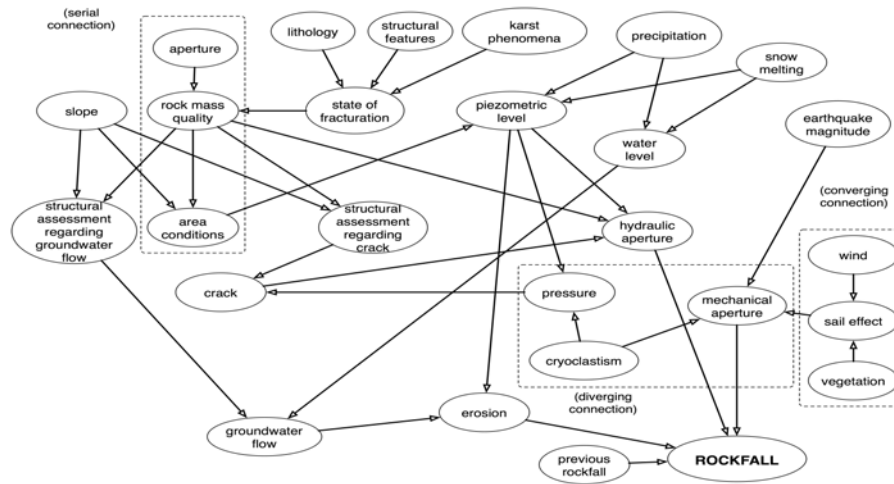 (serial
connection)
aperture
lithology
structural
features
karst
phenomena
precipitation
snow
melting
slope
rock mass
quality
state of
fracturation
piezometric
level
water
level
earthquake
magnitude
structural
assessment
regarding
groundwater
flow
area
conditions
structural
assessment
regarding
crack
hydraulic
aperture
(converging
connection)
wind
crack
pressure
mechanical
aperture
sail effect
cryoclastism
vegetation
(diverging
connection)
erosion
groundwater
flow
previous
rockfall
ROCKFALL